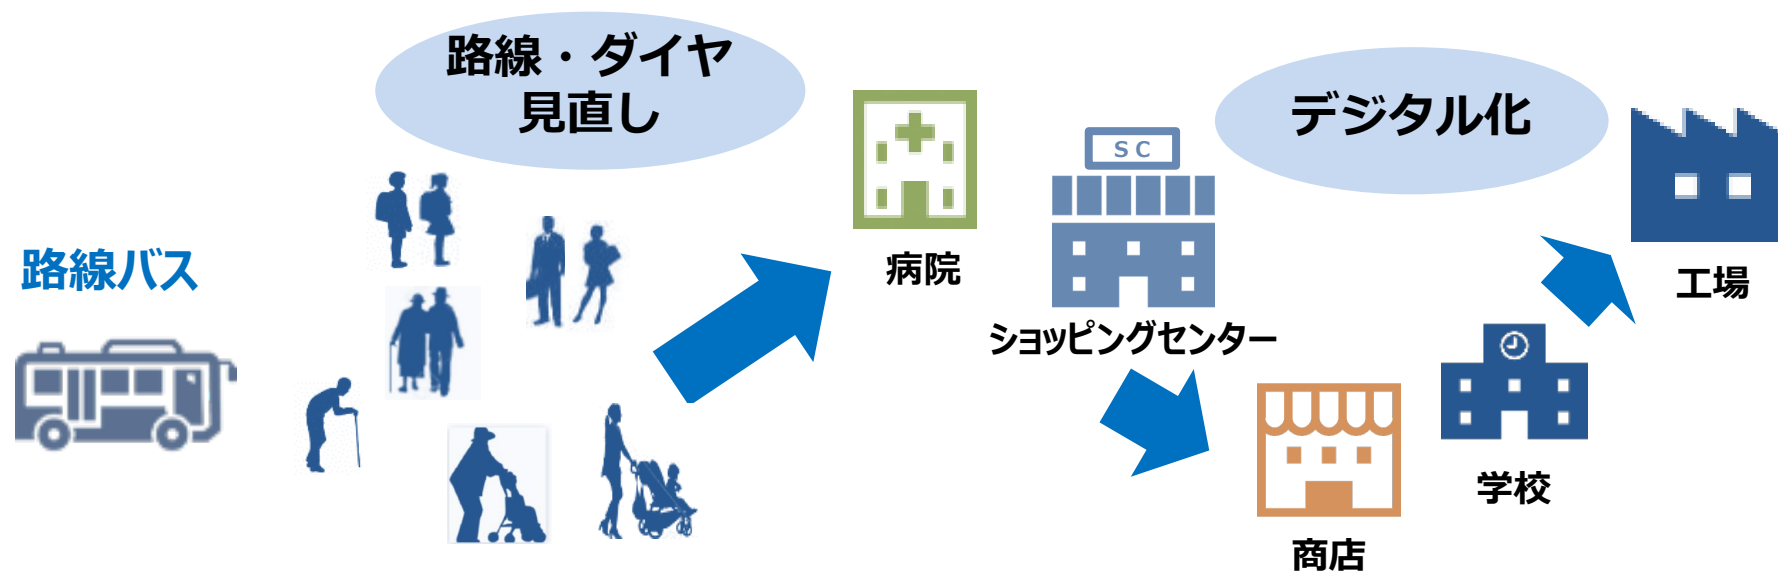 路線・ダイヤ
見直し
デジタル化
SC
路線バス
病院
工場
ショッピングセンター
学校
商店